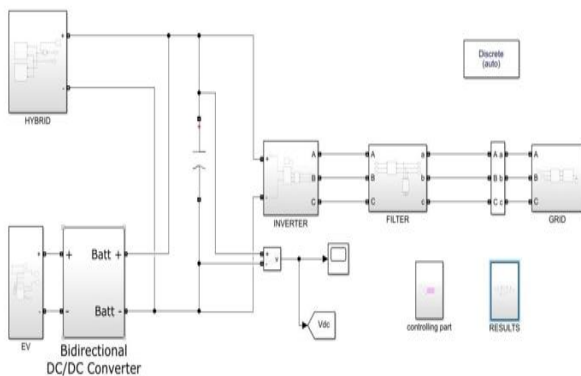 Discrete
(auto)
+
-
HYBRID
+
-
+
-
EV
+
-
Batt +
Batt -
Bidirectional
DC/DC Converter
+
+
-
A
B
C
INVERTER
A
B
C
a
b
c
FILTER
A a
B b
C c
A
B
C
GRID
+
-
v
Vdc
controlling part
RESULTS